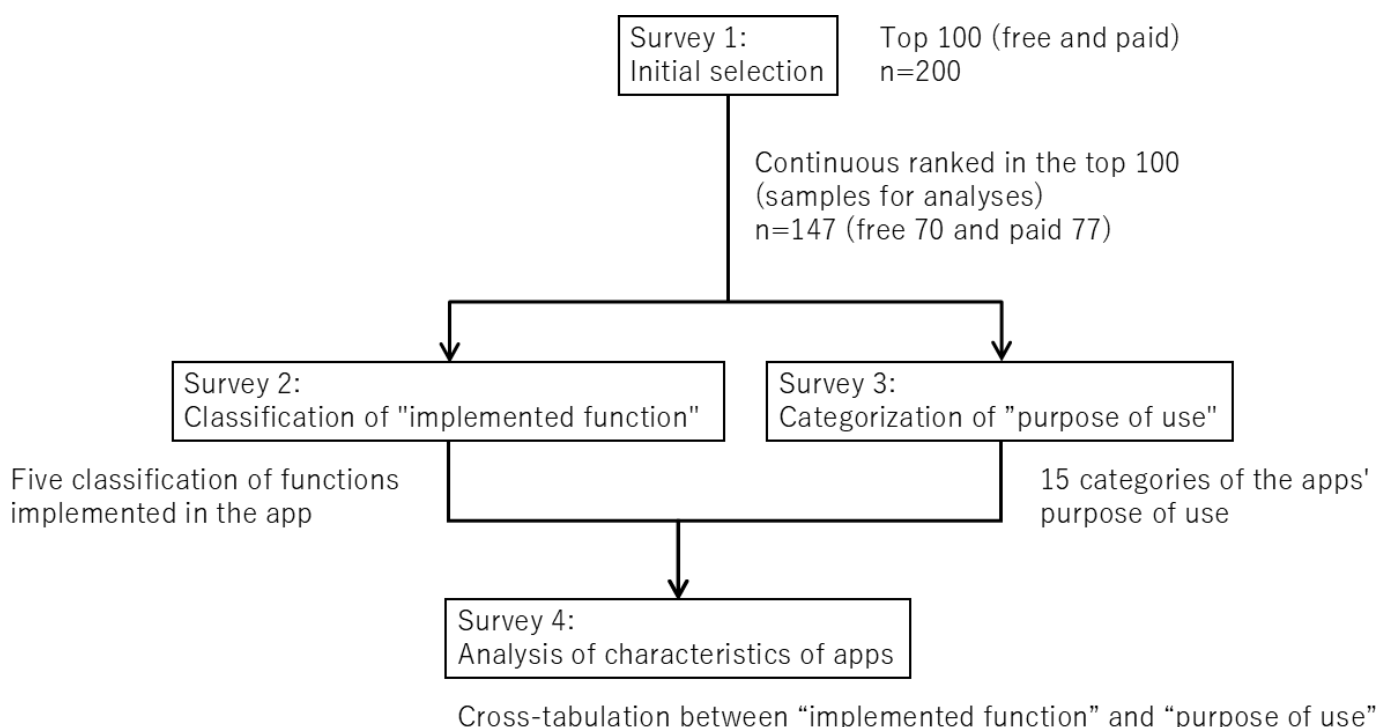 Survey 1:
Initial selection
Top 100 (free and paid)
n=200
Continuous ranked in the top 100
(samples for analyses)
n=147 (free 70 and paid 77)
Survey 2:
Classification of "implemented function"
Survey 3:
Categorization of ”purpose of use"
Five classification of functions
implemented in the app
15 categories of the apps'
purpose of use
Survey 4:
Analysis of characteristics of apps
Cross-tabulation between “implemented function” and “purpose of use”